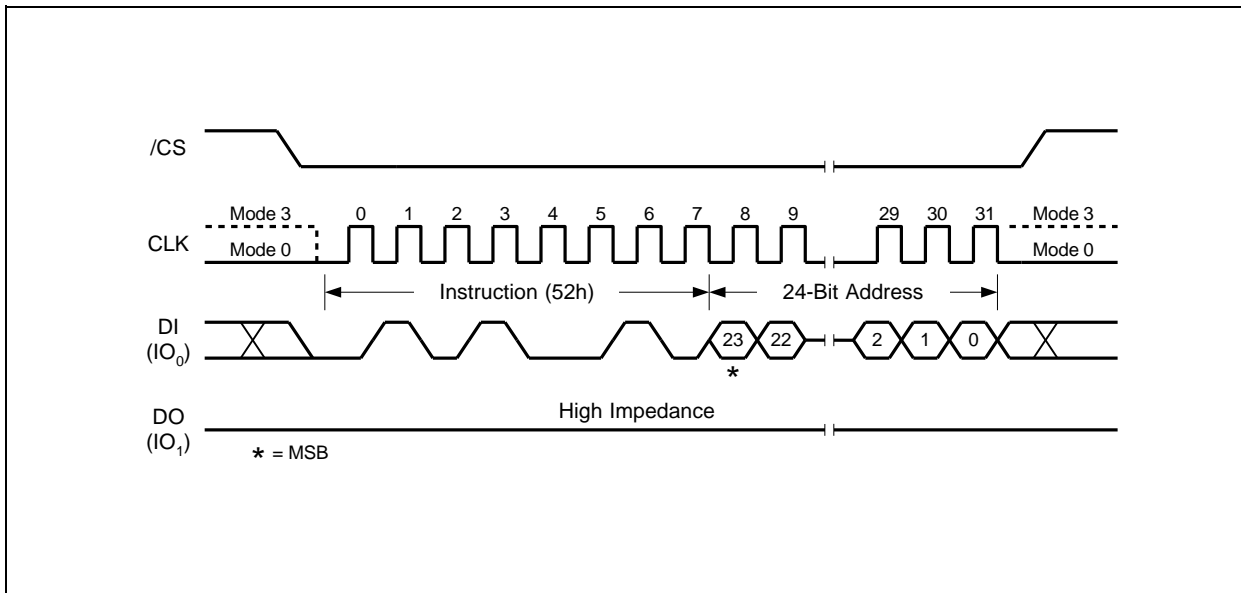 /CS
Mode 3 0 1 2 3 4 5 6 7 8 9 29 30 31 Mode 3
CLK
Mode 0 Mode 0
Instruction (52h) 24-Bit Address
DI
(IO0) 23 22 2 1 0
*
High Impedance
DO
(IO1)
* = MSB